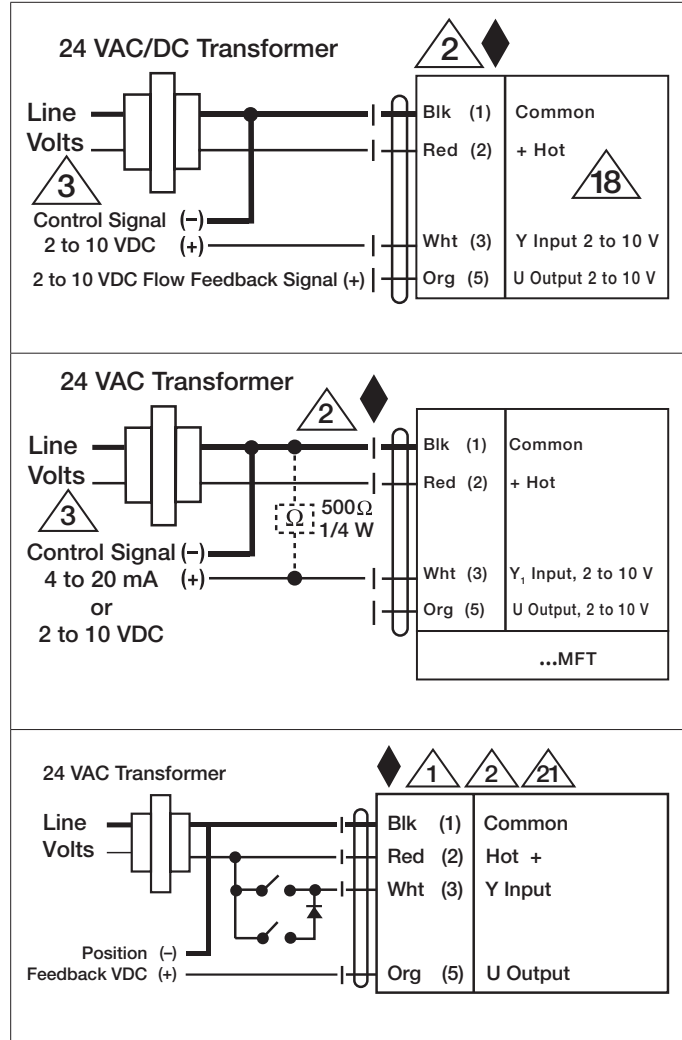 24 VAC/DC Transformer
2
Line
Volts
3
Blk (1) Common
Red (2) + Hot
18
Control Signal (−)
2 to 10 VDC (+)
Wht (3) Y Input 2 to 10 V
2 to 10 VDC Flow Feedback Signal (+)
Org (5) U Output 2 to 10 V
24 VAC Transformer
2
Line
Volts
3
Blk (1) Common
Red (2) + Hot
Ω
500Ω
1/4 W
Control Signal (−)
4 to 20 mA (+)
or
2 to 10 VDC
Wht (3) Y₁ Input, 2 to 10 V
Org (5) U Output, 2 to 10 V
...MFT
24 VAC Transformer
1 2 21
Line
Volts
Blk (1) Common
Red (2) Hot +
Wht (3) Y Input
Position (−)
Feedback VDC (+)
Org (5) U Output